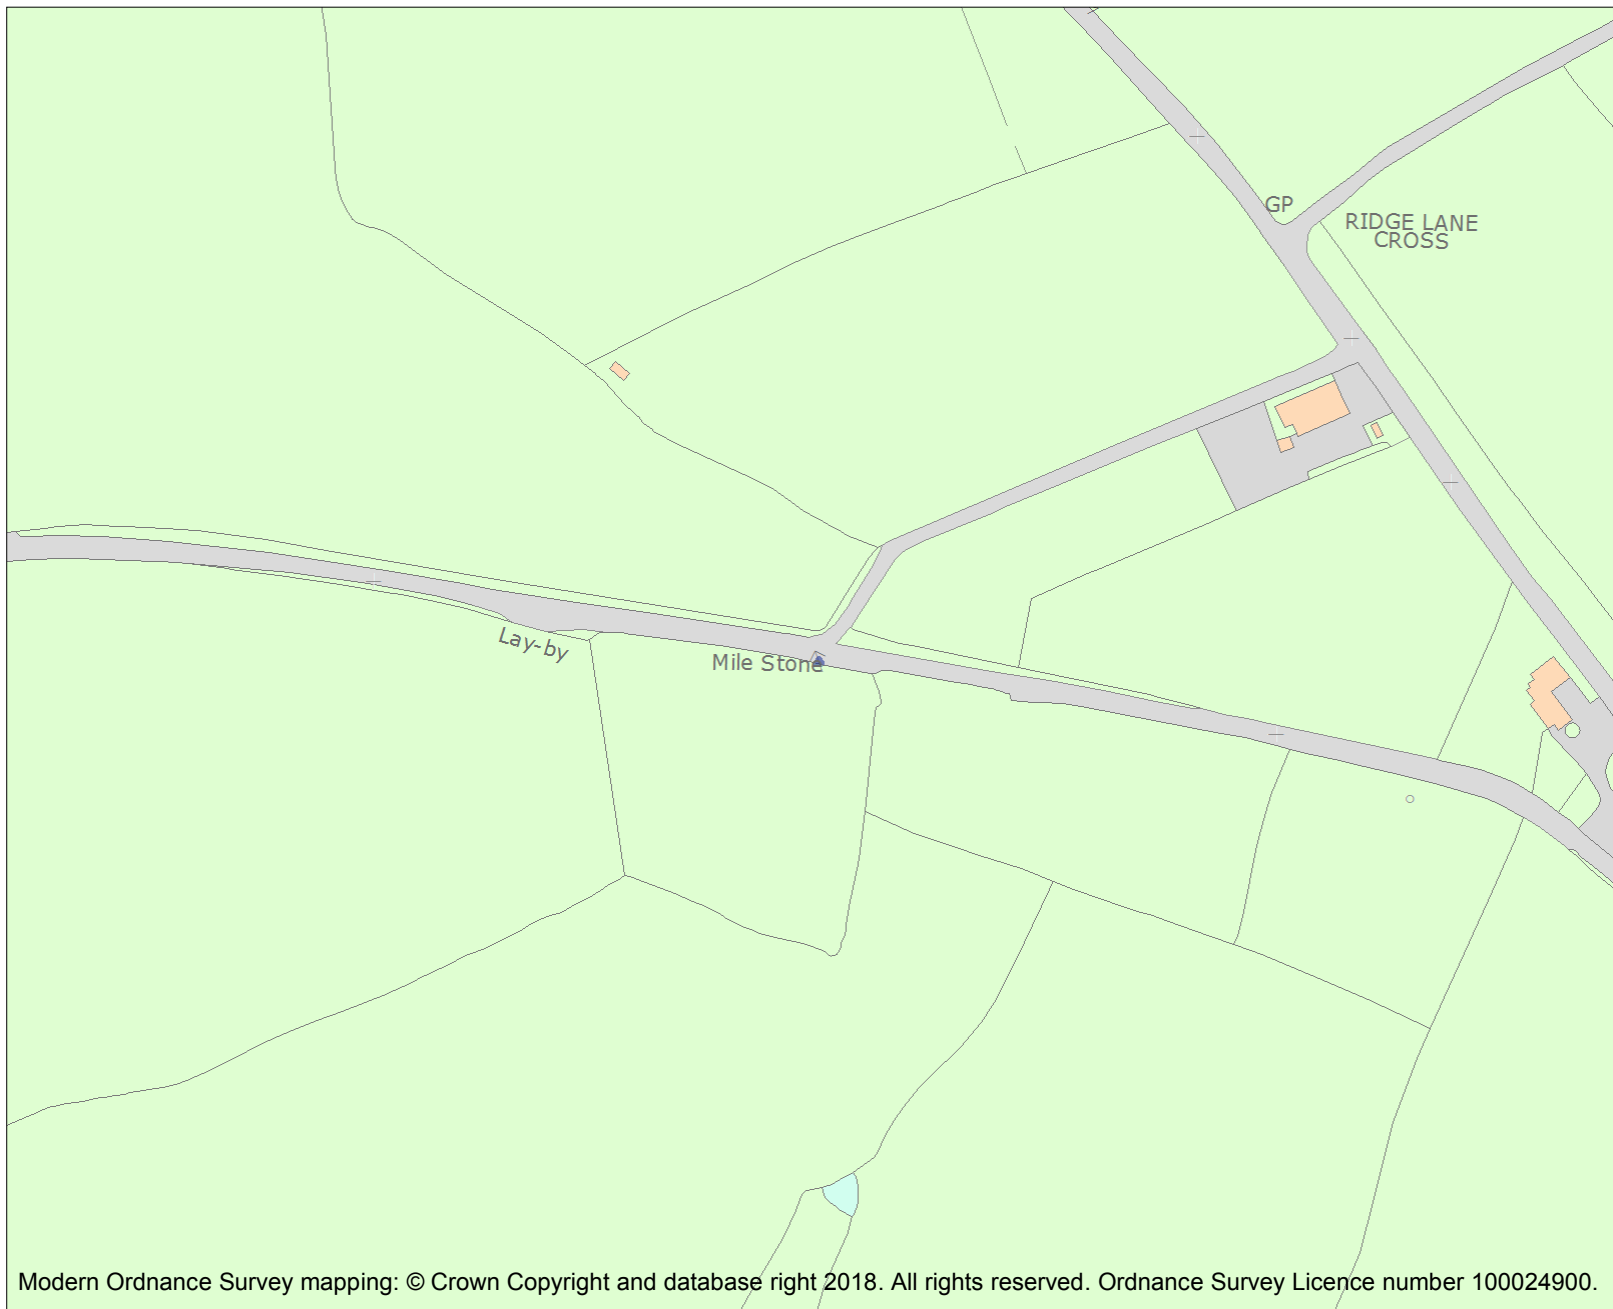 GP
RIDGE LANE
CROSS
Lay-by
Mile Stone
Modern Ordnance Survey mapping: © Crown Copyright and database right 2018. All rights reserved. Ordnance Survey Licence number 100024900.